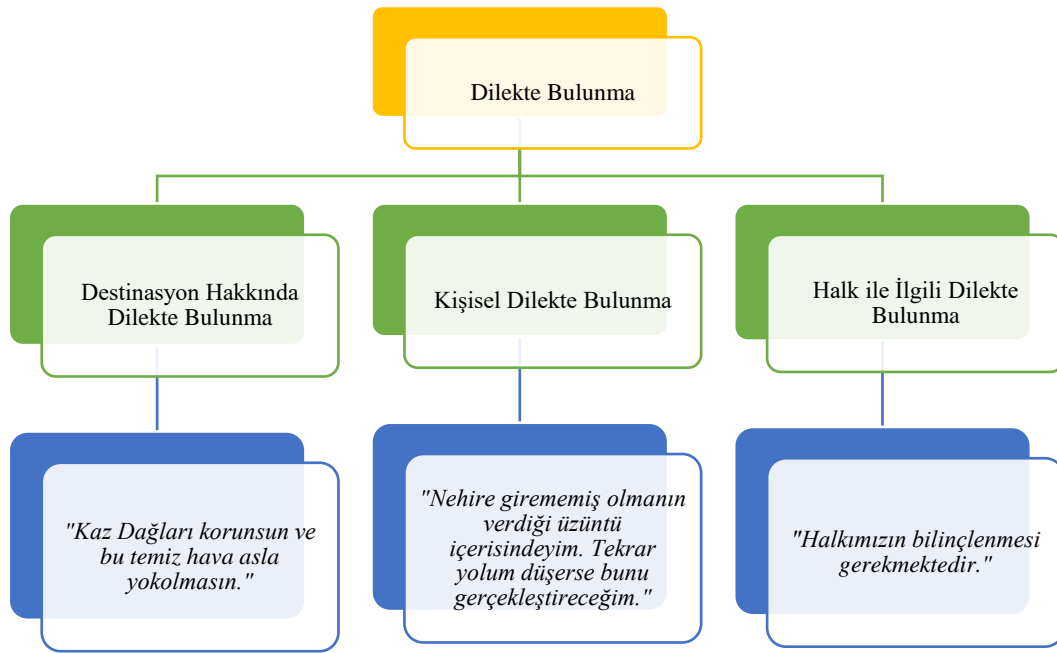 Dilekte Bulunma
Destinasyon Hakkında
Dilekte Bulunma
Kişisel Dilekte Bulunma
Halk ile İlgili Dilekte
Bulunma
"Kaz Dağları korunsun ve
bu temiz hava asla
yokolmasın."
"Nehire girememiş olmanın
verdiği üzüntü
içerisindeyim. Tekrar
yolum düşerse bunu
gerçekleştireceğim."
"Halkımızın bilinçlenmesi
gerekmektedir."